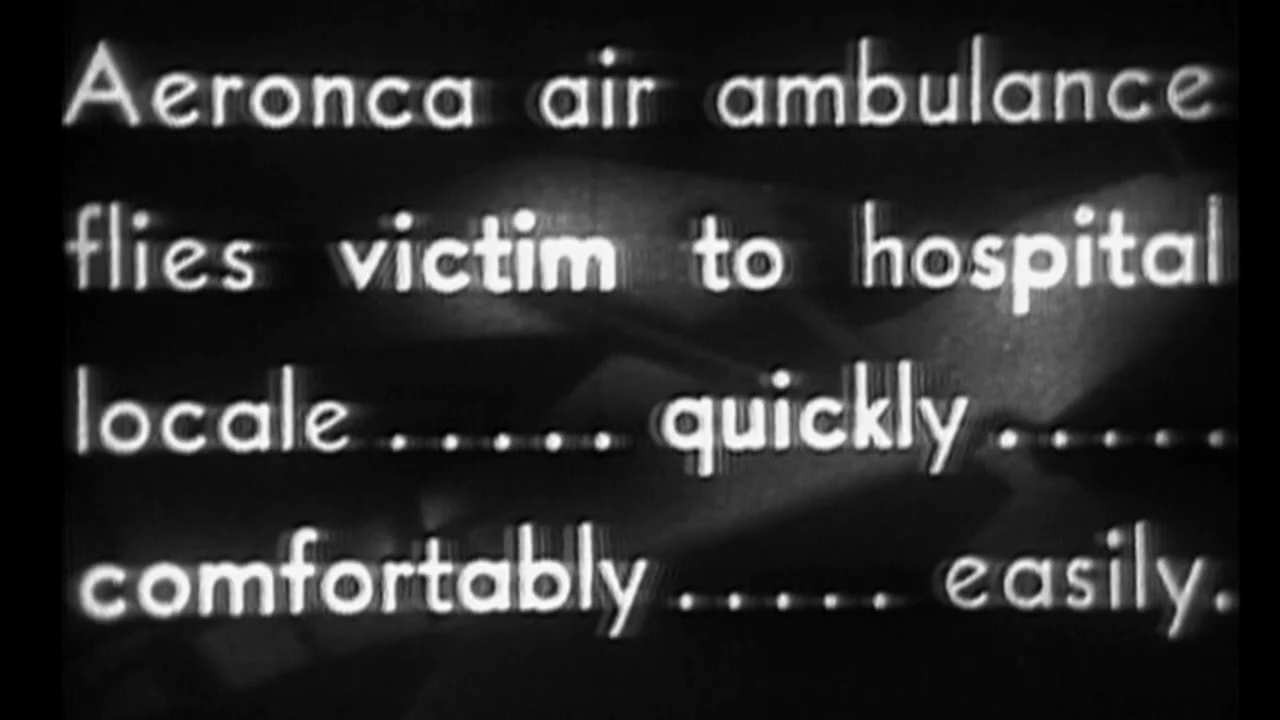 Aeronca air ambulance
flies victim to hospital
locale ..... quickly .....
comfortably ..... easily.